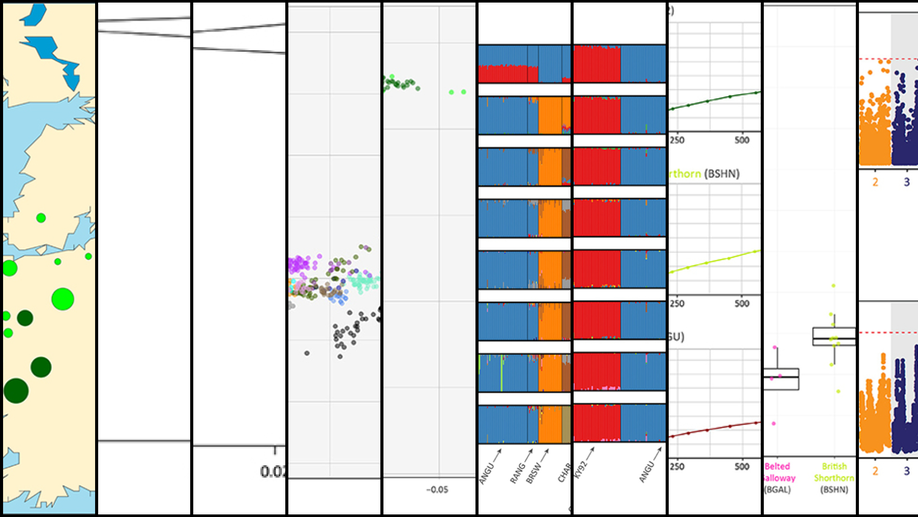 0.02
−0.05
ANGU
RANG
BRSW
CHAR
KY92
ANGU
250
500
rthorn (BSHN)
250
500
GU)
250
500
Belted
Galloway
(BGAL)
British
Shorthorn
(BSHN)
2
3
2
3